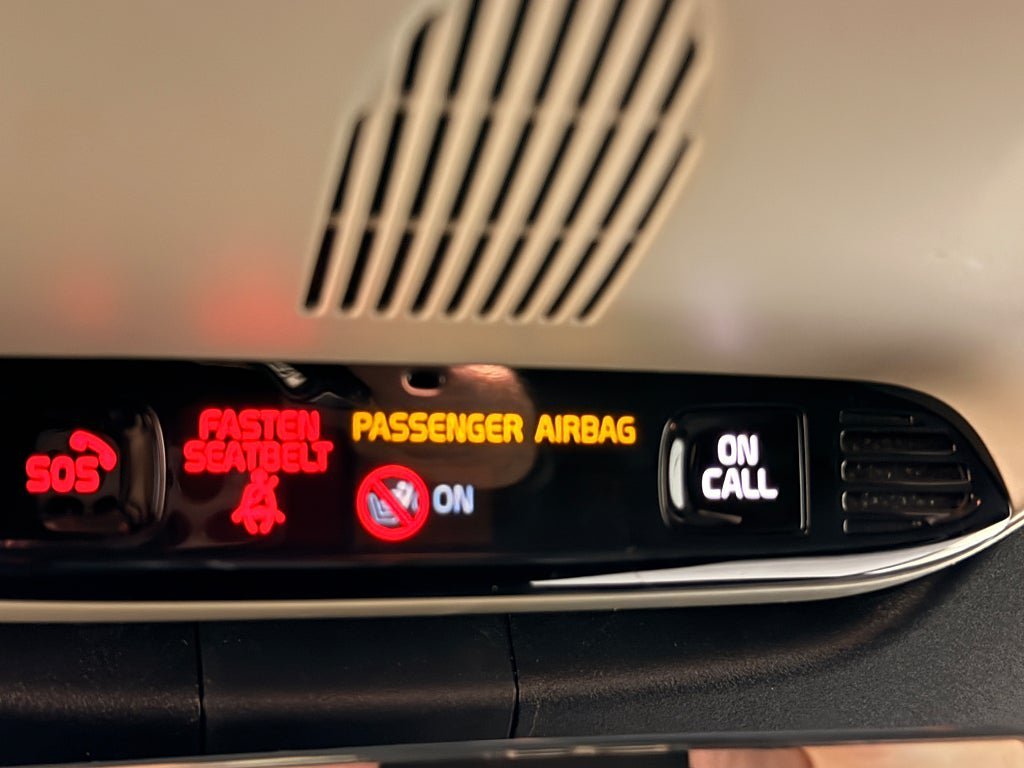 SOS
FASTEN
SEATBELT
PASSENGER AIRBAG
ON
ON
CALL